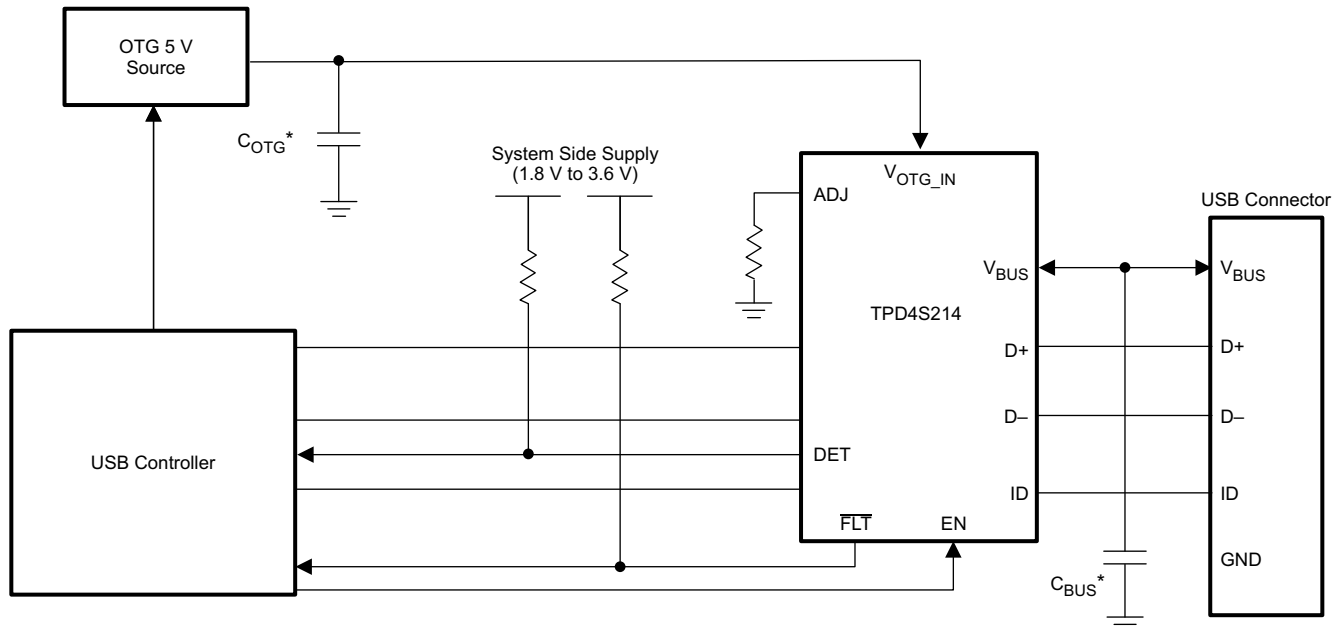 OTG 5 V
Source
C_OTG*
System Side Supply
(1.8 V to 3.6 V)
V_OTG_IN
ADJ
USB Connector
V_BUS
V_BUS
TPD4S214
D+
D+
D–
D–
USB Controller
DET
ID
ID
F̅L̅T̅
EN
GND
C_BUS*